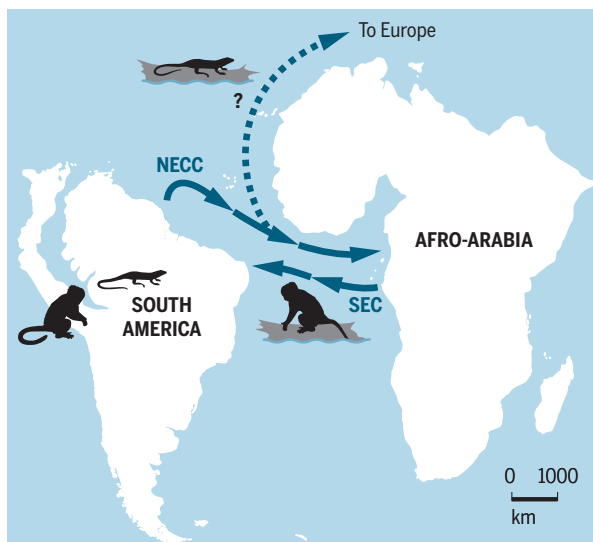 To Europe
?
NECC
AFRO-ARABIA
SOUTH
AMERICA
SEC
0 1000
km